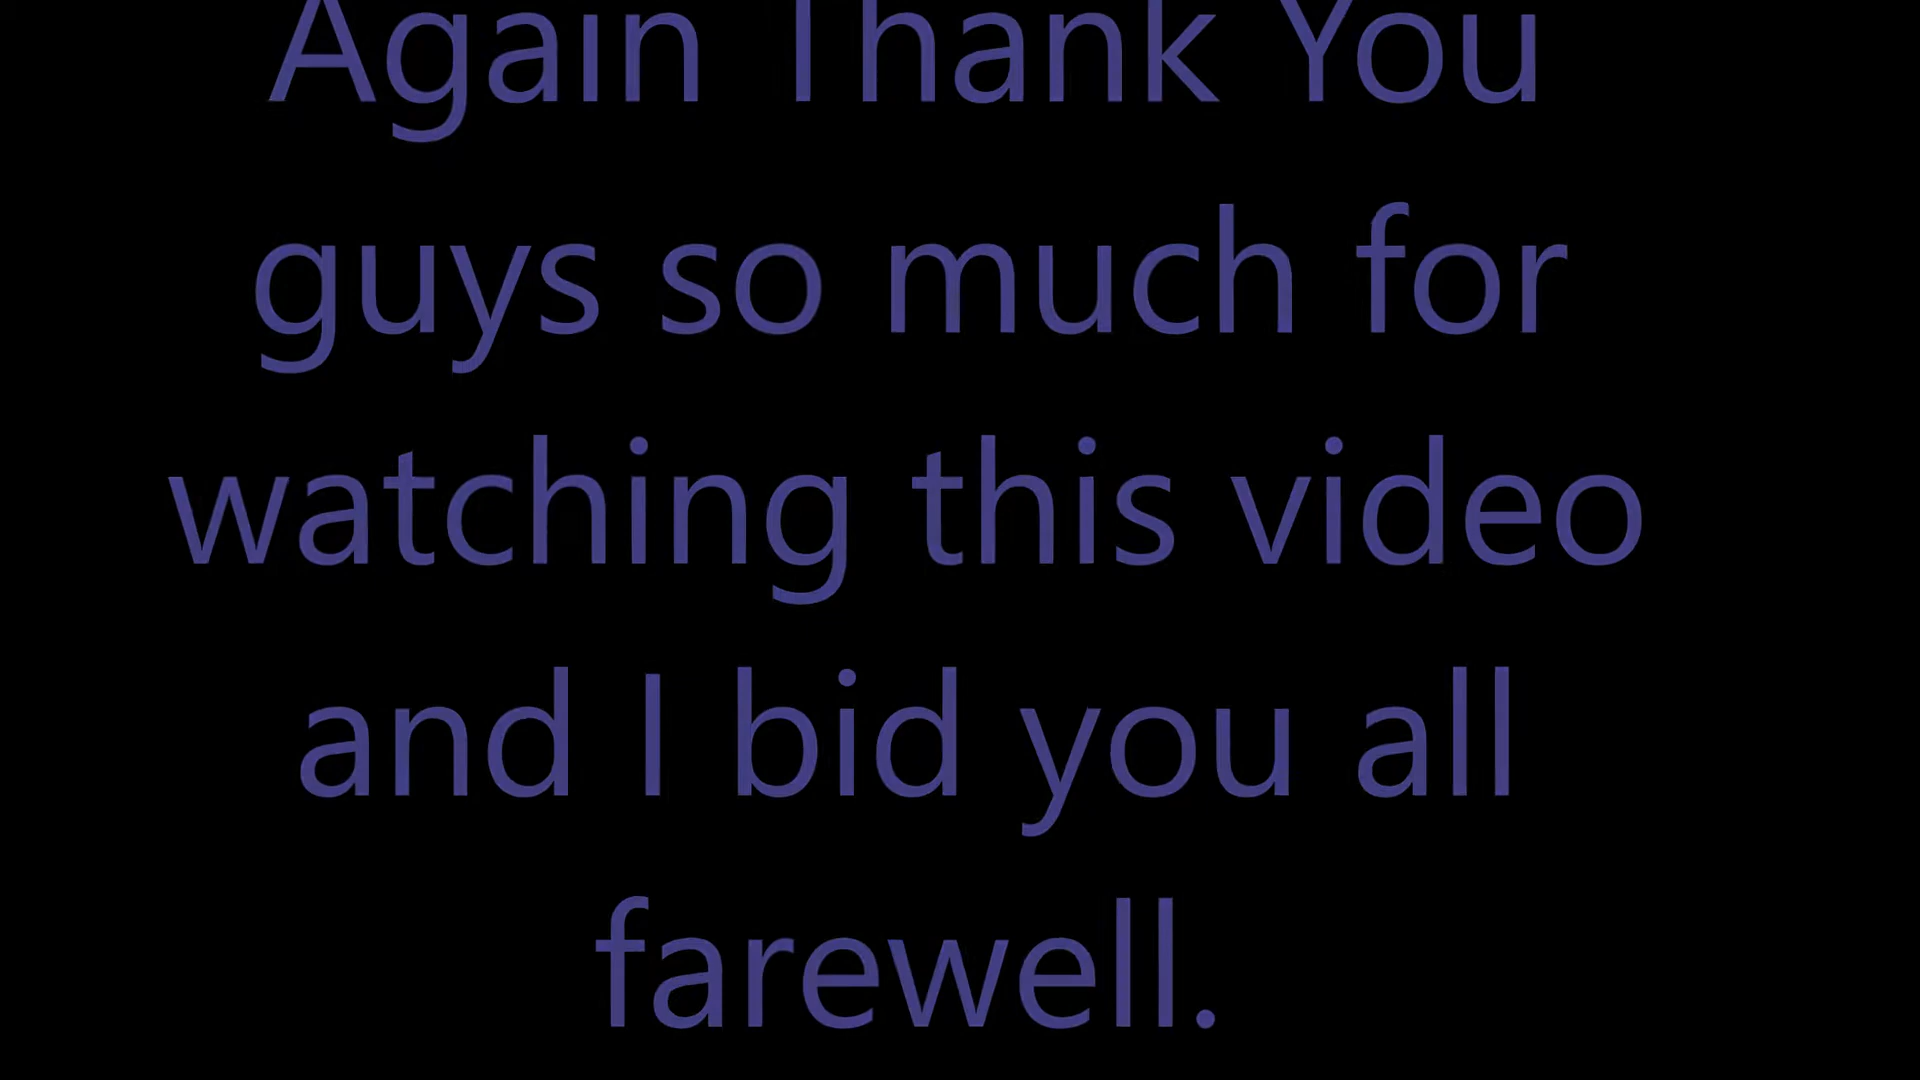 Again Thank You
guys so much for
watching this video
and I bid you all
farewell.